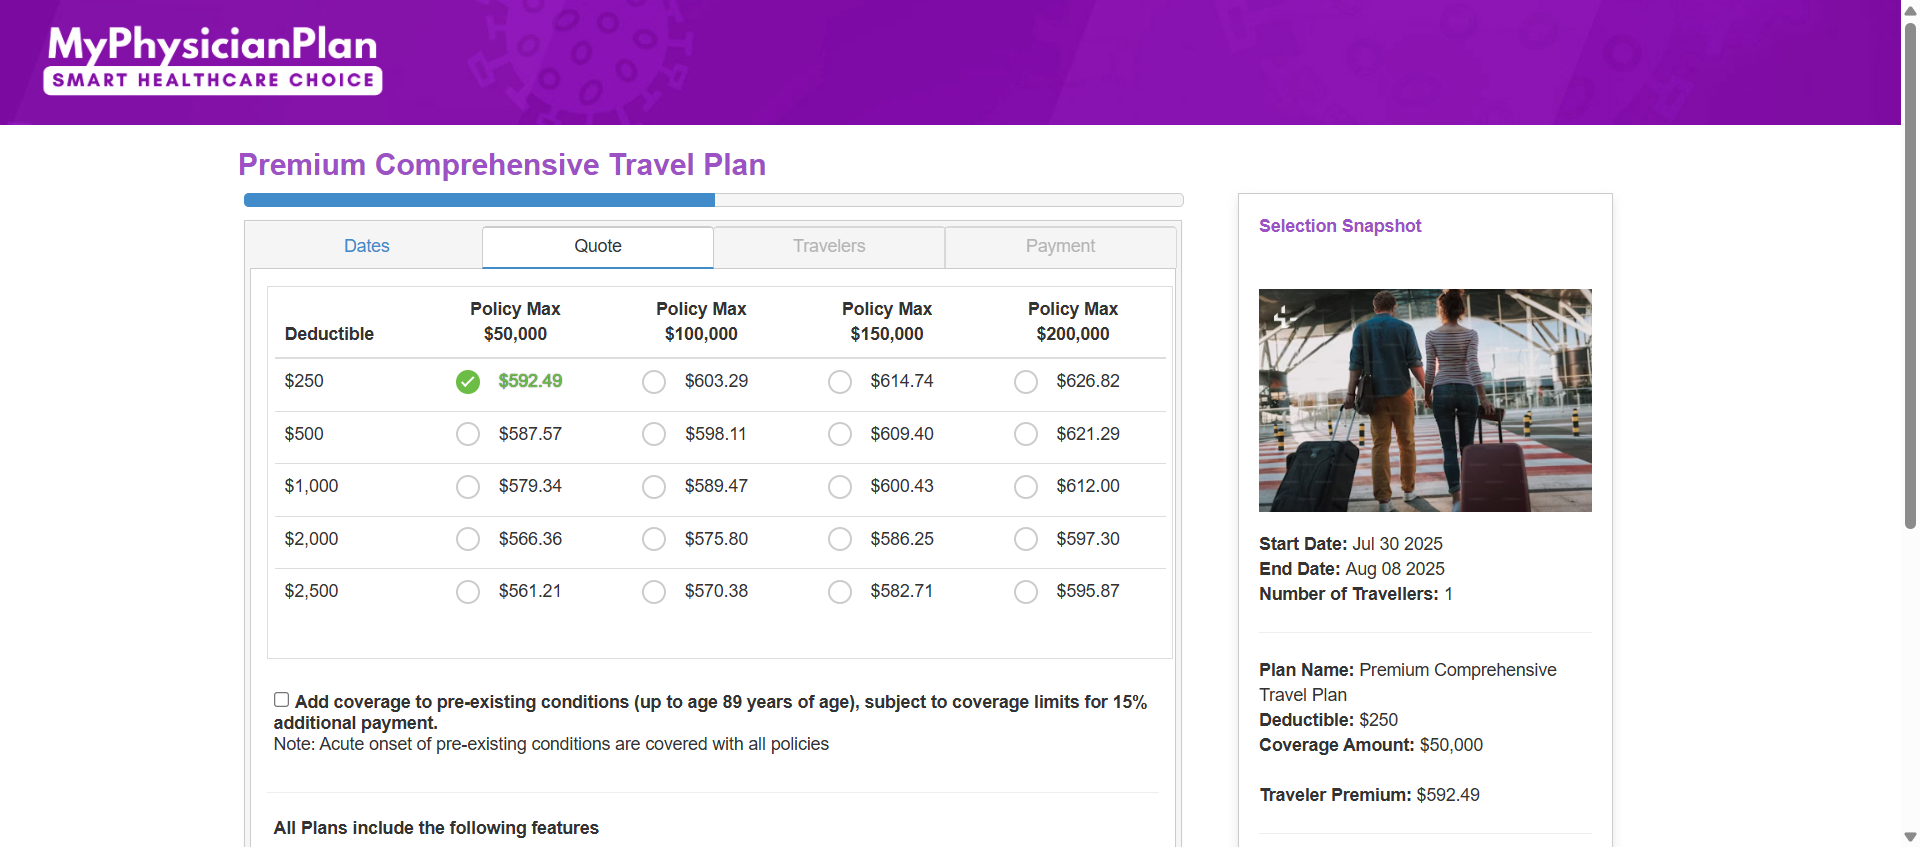 MyPhysicianPlan
SMART HEALTHCARE CHOICE
Premium Comprehensive Travel Plan
Dates
Quote
Travelers
Payment
Deductible
Policy Max $50,000
Policy Max $100,000
Policy Max $150,000
Policy Max $200,000
$250 $592.49 $603.29 $614.74 $626.82
$500 $587.57 $598.11 $609.40 $621.29
$1,000 $579.34 $589.47 $600.43 $612.00
$2,000 $566.36 $575.80 $586.25 $597.30
$2,500 $561.21 $570.38 $582.71 $595.87
Add coverage to pre-existing conditions (up to age 89 years of age), subject to coverage limits for 15%
additional payment.
Note: Acute onset of pre-existing conditions are covered with all policies
All Plans include the following features
Selection Snapshot
Start Date: Jul 30 2025
End Date: Aug 08 2025
Number of Travellers: 1
Plan Name: Premium Comprehensive
Travel Plan
Deductible: $250
Coverage Amount: $50,000
Traveler Premium: $592.49